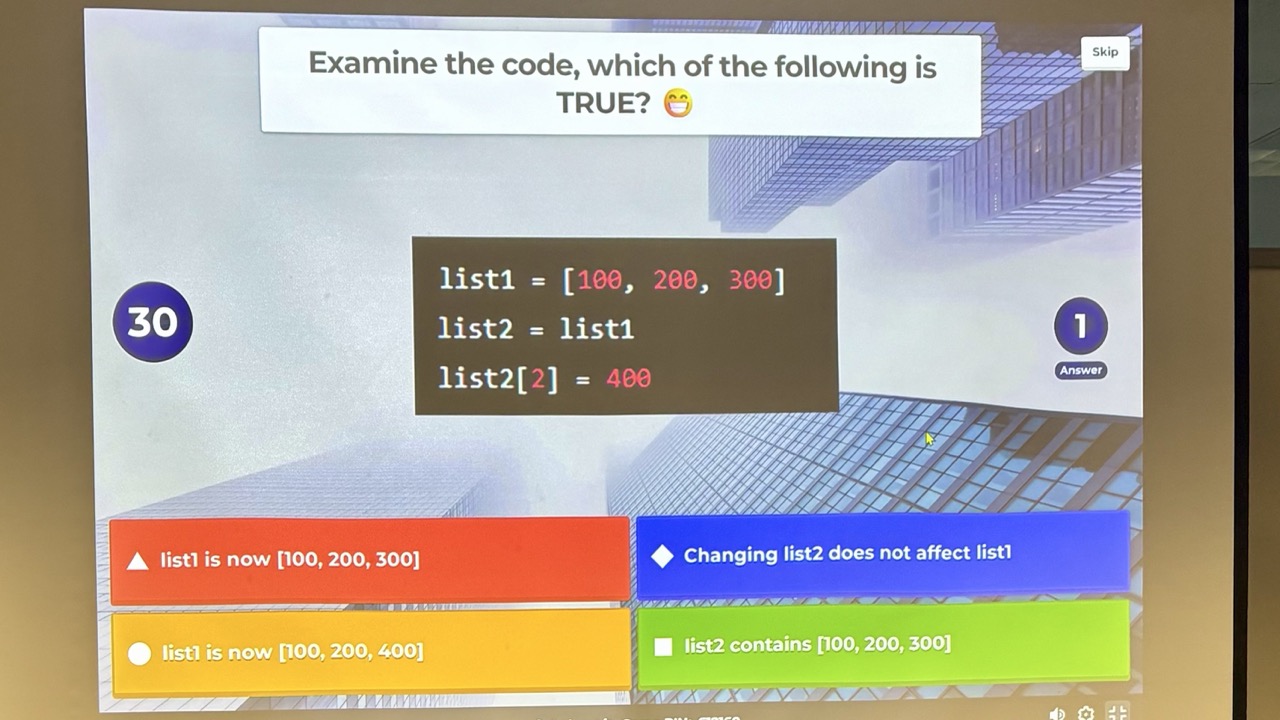 Examine the code, which of the following is
TRUE? 😁
Skip
list1 = [100, 200, 300]
list2 = list1
list2[2] = 400
30
1
Answer
list1 is now [100, 200, 300]
Changing list2 does not affect list1
list1 is now [100, 200, 400]
list2 contains [100, 200, 300]